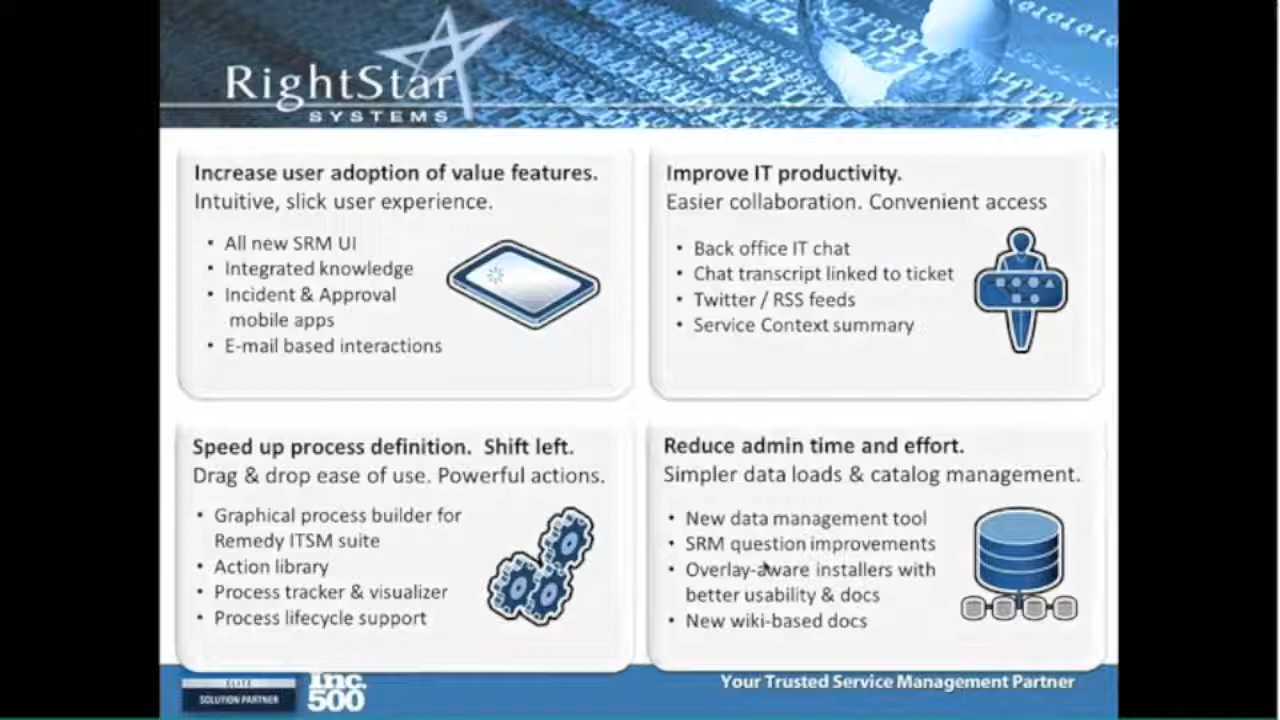 RightStar
SYSTEMS
Increase user adoption of value features.
Intuitive, slick user experience.
• All new SRM UI
• Integrated knowledge
• Incident & Approval
mobile apps
• E-mail based interactions
Improve IT productivity.
Easier collaboration. Convenient access
• Back office IT chat
• Chat transcript linked to ticket
• Twitter / RSS feeds
• Service Context summary
Speed up process definition. Shift left.
Drag & drop ease of use. Powerful actions.
• Graphical process builder for
Remedy ITSM suite
• Action library
• Process tracker & visualizer
• Process lifecycle support
Reduce admin time and effort.
Simpler data loads & catalog management.
• New data management tool
• SRM question improvements
• Overlay-aware installers with
better usability & docs
• New wiki-based docs
ELITE
SOLUTION PARTNER
Inc.
500
Your Trusted Service Management Partner